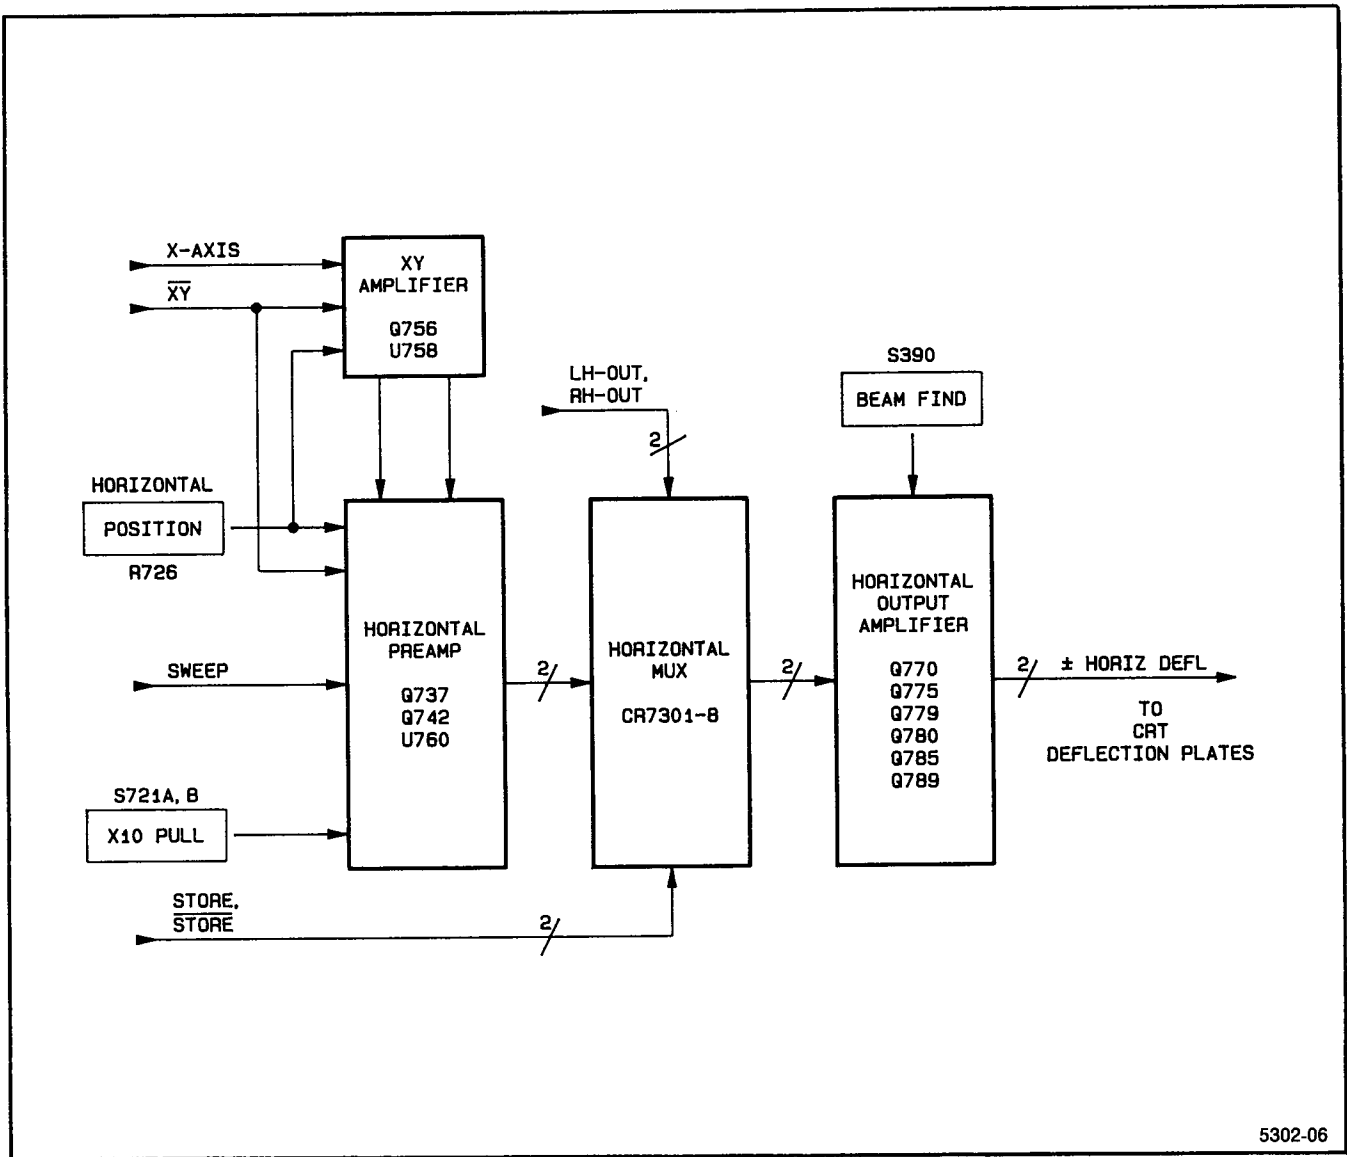 X-AXIS
XY
XY
AMPLIFIER
Q756
U758
LH-OUT,
RH-OUT
2
S390
BEAM FIND
HORIZONTAL
POSITION
R726
HORIZONTAL
PREAMP
Q737
Q742
U760
SWEEP
S721A, B
X10 PULL
2
HORIZONTAL
MUX
CR7301-8
2
HORIZONTAL
OUTPUT
AMPLIFIER
Q770
Q775
Q779
Q780
Q785
Q789
2
± HORIZ DEFL
TO
CRT
DEFLECTION PLATES
STORE,
STORE
2
5302-06